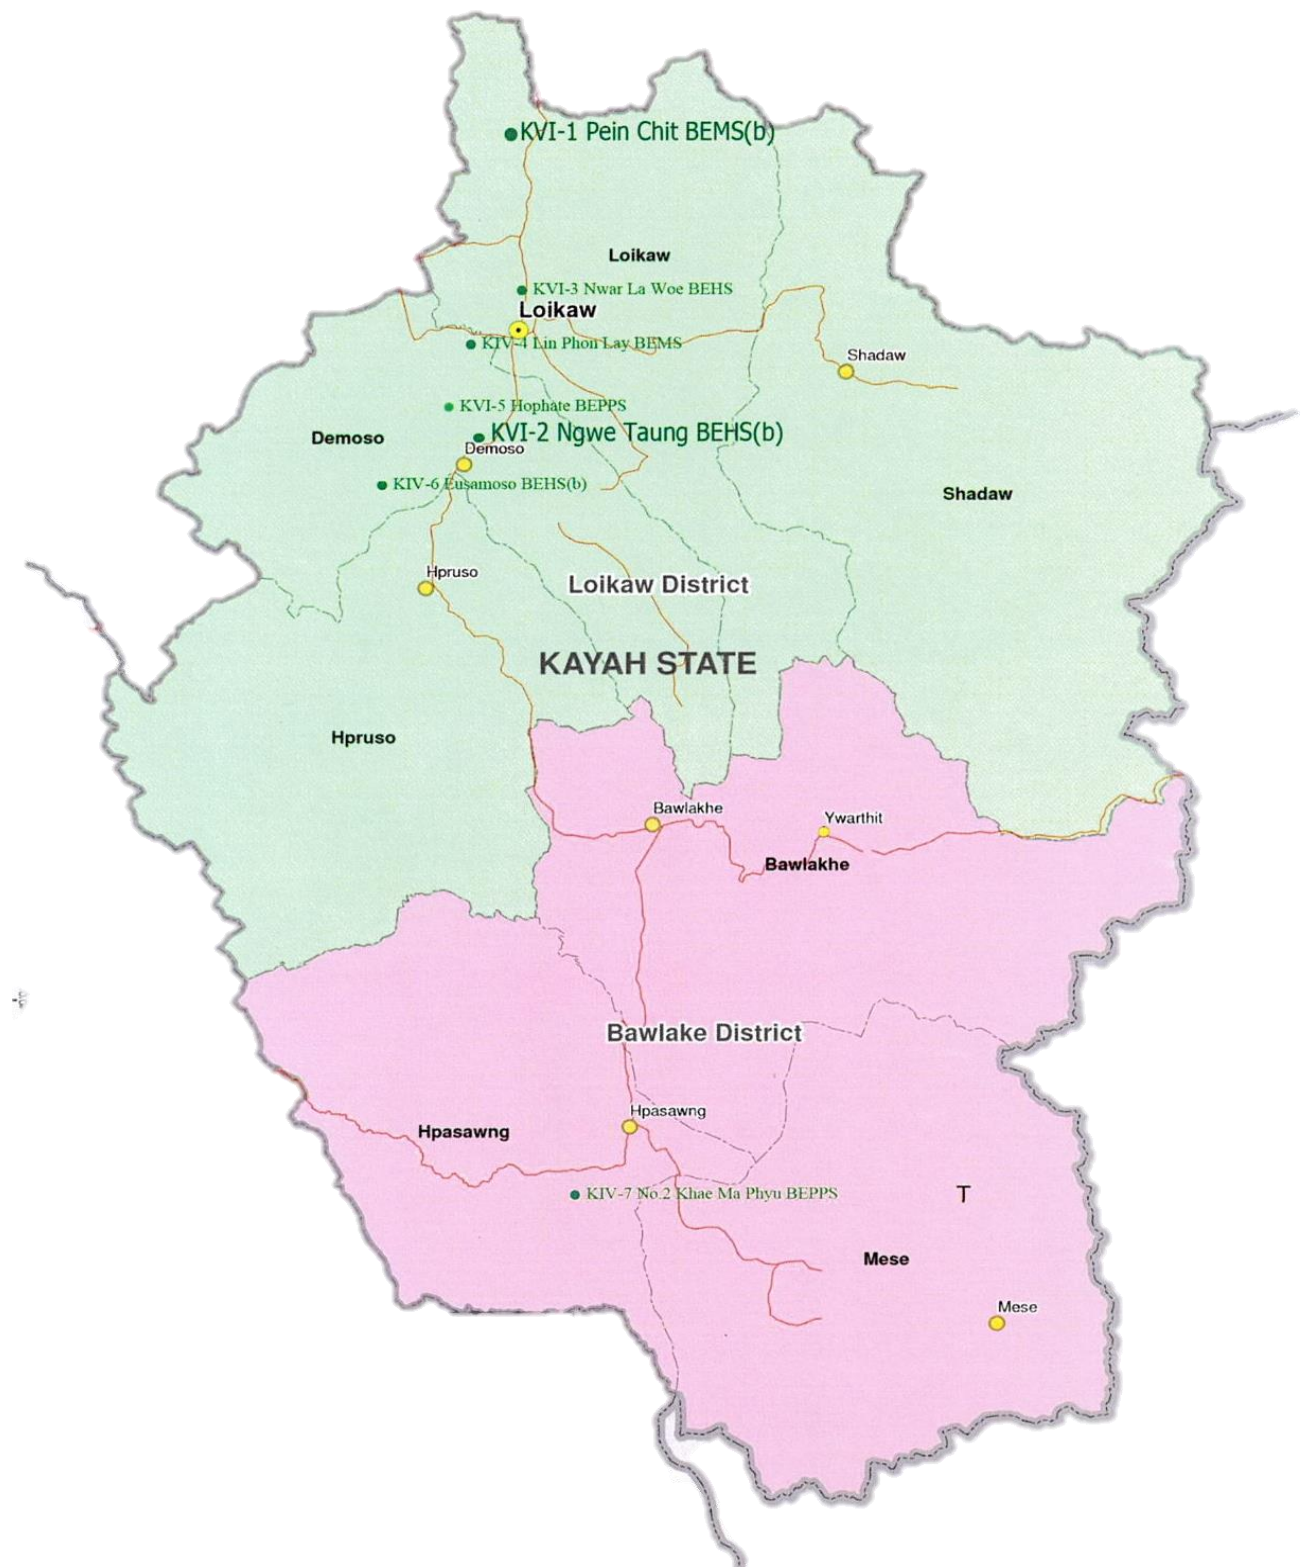 KVI-1 Pein Chit BEMS(b)
Loikaw
KVI-3 Nwar La Woe BEHS
Loikaw
KIV-4 Lin Phon Lay BEMS
Shadaw
KVI-5 Hophate BEPPS
KVI-2 Ngwe Taung BEHS(b)
Demoso
Demoso
KIV-6 Eusamoso BEHS(b)
Shadaw
Hpruso
Loikaw District
KAYAH STATE
Hpruso
Bawlakhe
Ywarthit
Bawlakhe
Bawlake District
Hpasawng
Hpasawng
KIV-7 No.2 Khae Ma Phyu BEPPS
T
Mese
Mese